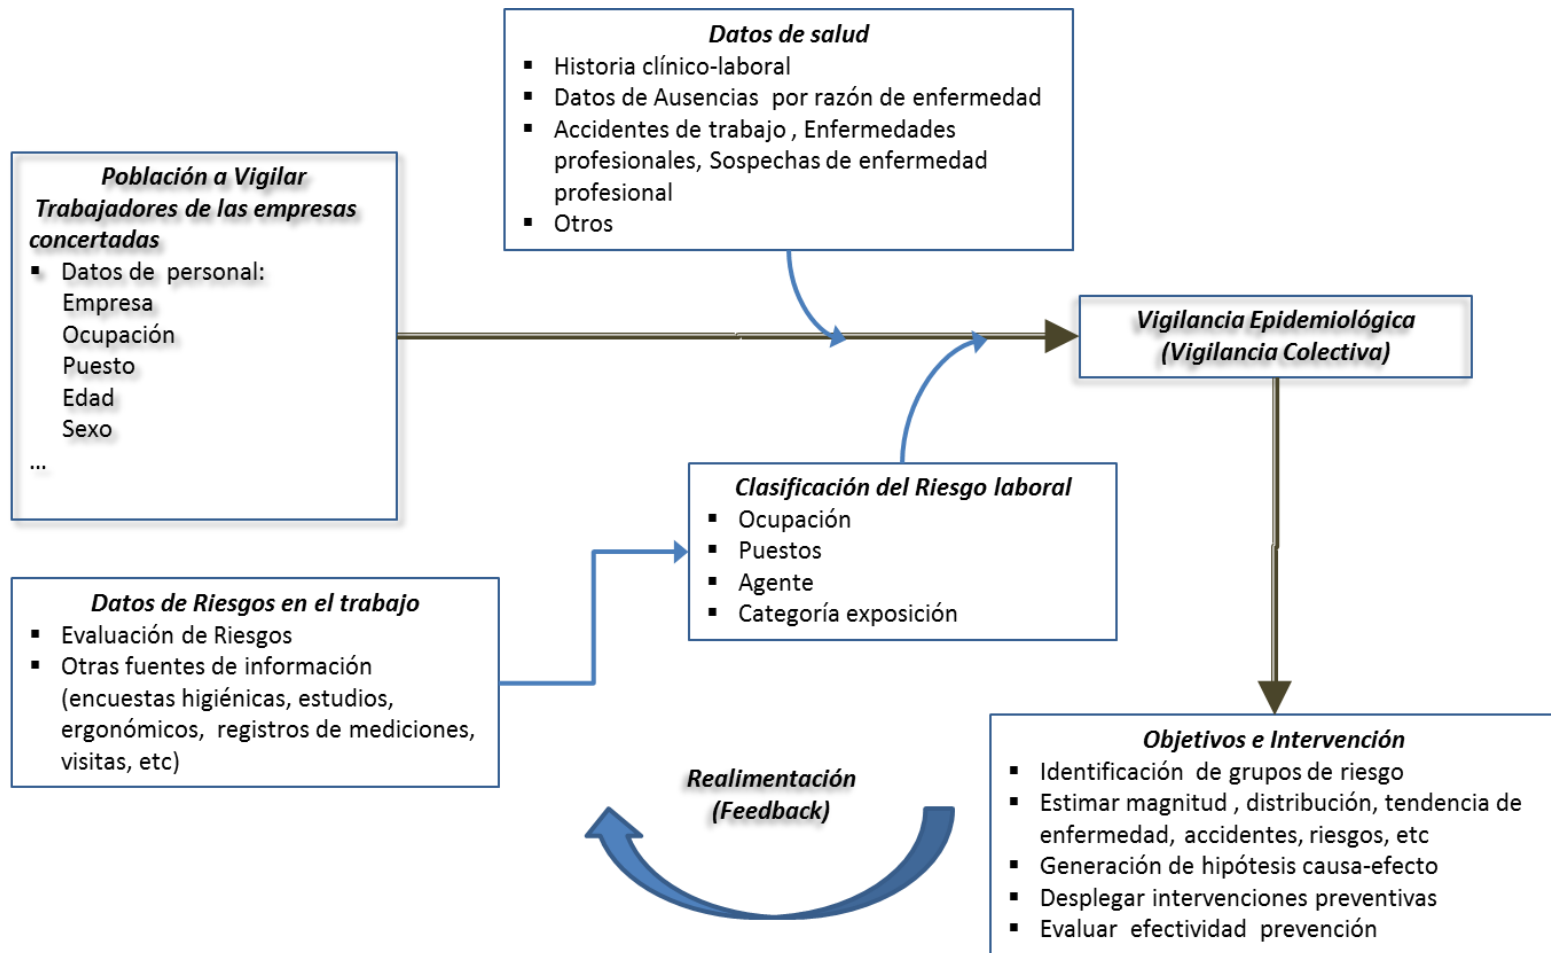 Datos de salud
▪ Historia clínico-laboral
▪ Datos de Ausencias por razón de enfermedad
▪ Accidentes de trabajo , Enfermedades
profesionales, Sospechas de enfermedad
profesional
▪ Otros
Población a Vigilar
Trabajadores de las empresas
concertadas
▪ Datos de personal:
Empresa
Ocupación
Puesto
Edad
Sexo
...
Vigilancia Epidemiológica
(Vigilancia Colectiva)
Clasificación del Riesgo laboral
▪ Ocupación
▪ Puestos
▪ Agente
▪ Categoría exposición
Datos de Riesgos en el trabajo
▪ Evaluación de Riesgos
▪ Otras fuentes de información
(encuestas higiénicas, estudios,
ergonómicos, registros de mediciones,
visitas, etc)
Realimentación
(Feedback)
Objetivos e Intervención
▪ Identificación de grupos de riesgo
▪ Estimar magnitud , distribución, tendencia de
enfermedad, accidentes, riesgos, etc
▪ Generación de hipótesis causa-efecto
▪ Desplegar intervenciones preventivas
▪ Evaluar efectividad prevención